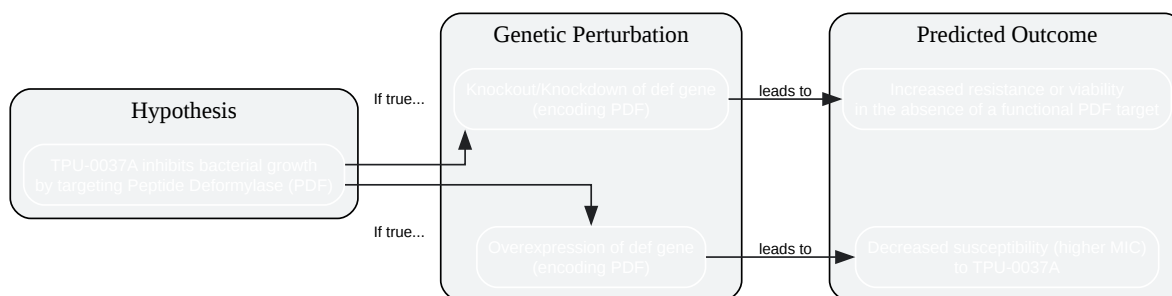 Hypothesis
TPU-0037A inhibits bacterial growth
by targeting Peptide Deformylase (PDF)
If true...
If true...
Genetic Perturbation
Knockout/Knockdown of def gene
(encoding PDF)
Overexpression of def gene
(encoding PDF)
leads to
leads to
Predicted Outcome
Increased resistance or viability
in the absence of a functional PDF target
Decreased susceptibility (higher MIC)
to TPU-0037A